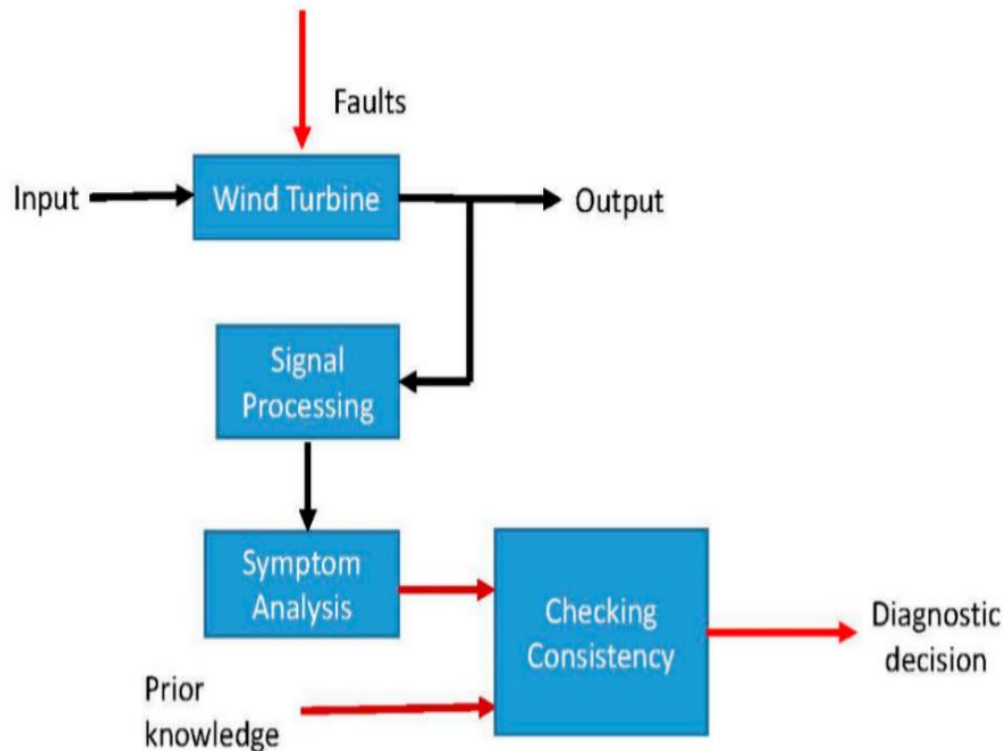 Faults
Input
Wind Turbine
Output
Signal
Processing
Symptom
Analysis
Checking
Consistency
Diagnostic
decision
Prior
knowledge